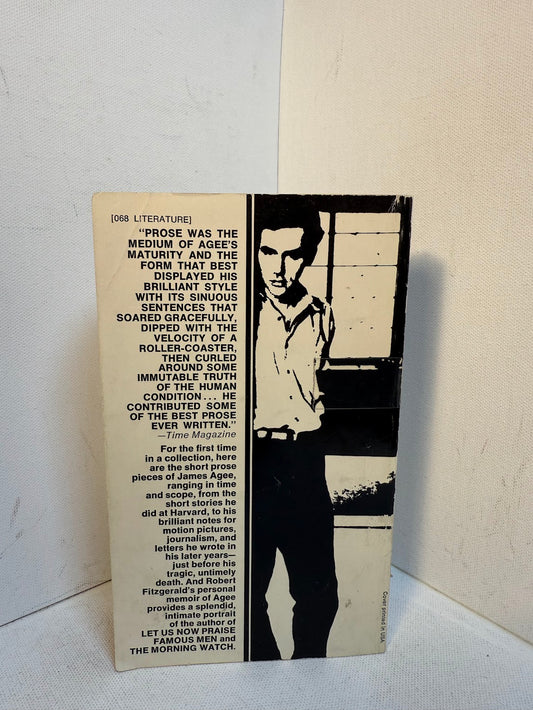 [068 LITERATURE]
"PROSE WAS THE
MEDIUM OF AGEE'S
MATURITY AND THE
FORM THAT BEST
DISPLAYED HIS
BRILLIANT STYLE
WITH ITS SINUOUS
SENTENCES THAT
SOARED GRACEFULLY,
DIPPED WITH THE
VELOCITY OF A
ROLLER-COASTER,
THEN CURLED
AROUND SOME
IMMUTABLE TRUTH
OF THE HUMAN
CONDITION... HE
CONTRIBUTED SOME
OF THE BEST PROSE
EVER WRITTEN."
—Time Magazine
For the first time
in a collection, here
are the short prose
pieces of James Agee,
ranging in time
and scope, from the
short stories he
did at Harvard, to his
brilliant notes for
motion pictures,
journalism, and
letters he wrote in
his later years—
just before his
tragic, untimely
death. And Robert
Fitzgerald's personal
memoir of Agee
provides a splendid,
intimate portrait
of the author of
LET US NOW PRAISE
FAMOUS MEN and
THE MORNING WATCH.
Cover printed in USA